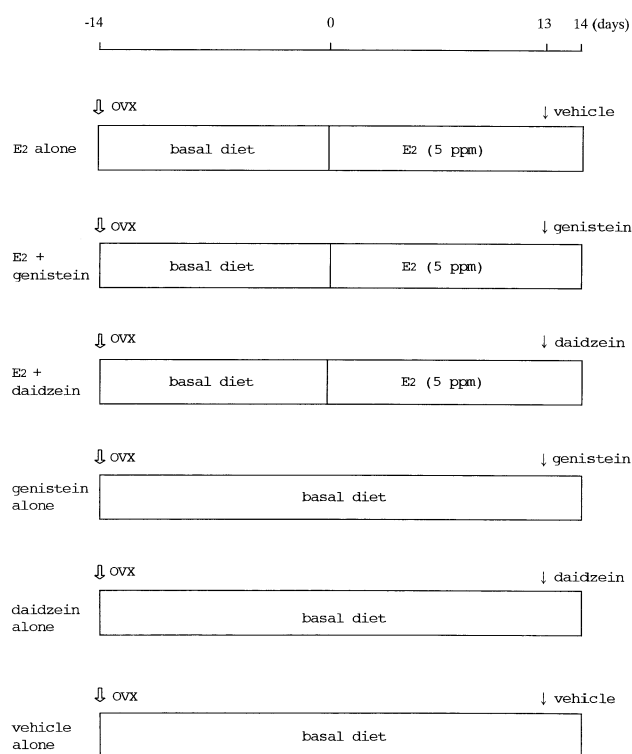 -14 0 13 14 (days)
OVX ↓ vehicle
E2 alone basal diet E2 (5 ppm)
OVX ↓ genistein
E2 +
genistein basal diet E2 (5 ppm)
OVX ↓ daidzein
E2 +
daidzein basal diet E2 (5 ppm)
OVX ↓ genistein
genistein
alone basal diet
OVX ↓ daidzein
daidzein
alone basal diet
OVX ↓ vehicle
vehicle
alone basal diet